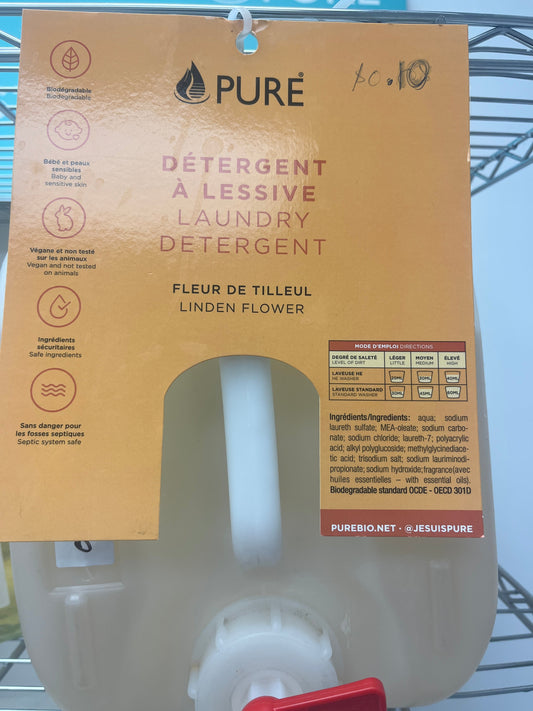 PURE
$0.10
Biodégradable
Biodegradable
Bébé et peaux
sensibles
Baby and
sensitive skin
Végane et non testé
sur les animaux
Vegan and not tested
on animals
Ingrédients
sécuritaires
Safe ingredients
Sans danger pour
les fosses septiques
Septic system safe
DÉTERGENT
À LESSIVE
LAUNDRY
DETERGENT
FLEUR DE TILLEUL
LINDEN FLOWER
MODE D'EMPLOI DIRECTIONS
DEGRÉ DE SALETÉ LÉGER MOYEN ÉLEVÉ
LEVEL OF DIRT LITTLE MEDIUM HIGH
LAVEUSE HE
HE WASHER 20ML 30ML 40ML
LAVEUSE STANDARD
STANDARD WASHER 30ML 45ML 60ML
Ingrédients/Ingredients: aqua; sodium
laureth sulfate; MEA-oleate; sodium carbo-
nate; sodium chloride; laureth-7; polyacrylic
acid; alkyl polyglucoside; methylglycinediace-
tic acid; trisodium salt; sodium lauriminodi-
propionate; sodium hydroxide; fragrance (avec
huiles essentielles – with essential oils).
Biodegradable standard OCDE - OECD 301D
PUREBIO.NET · @JESUISPURE